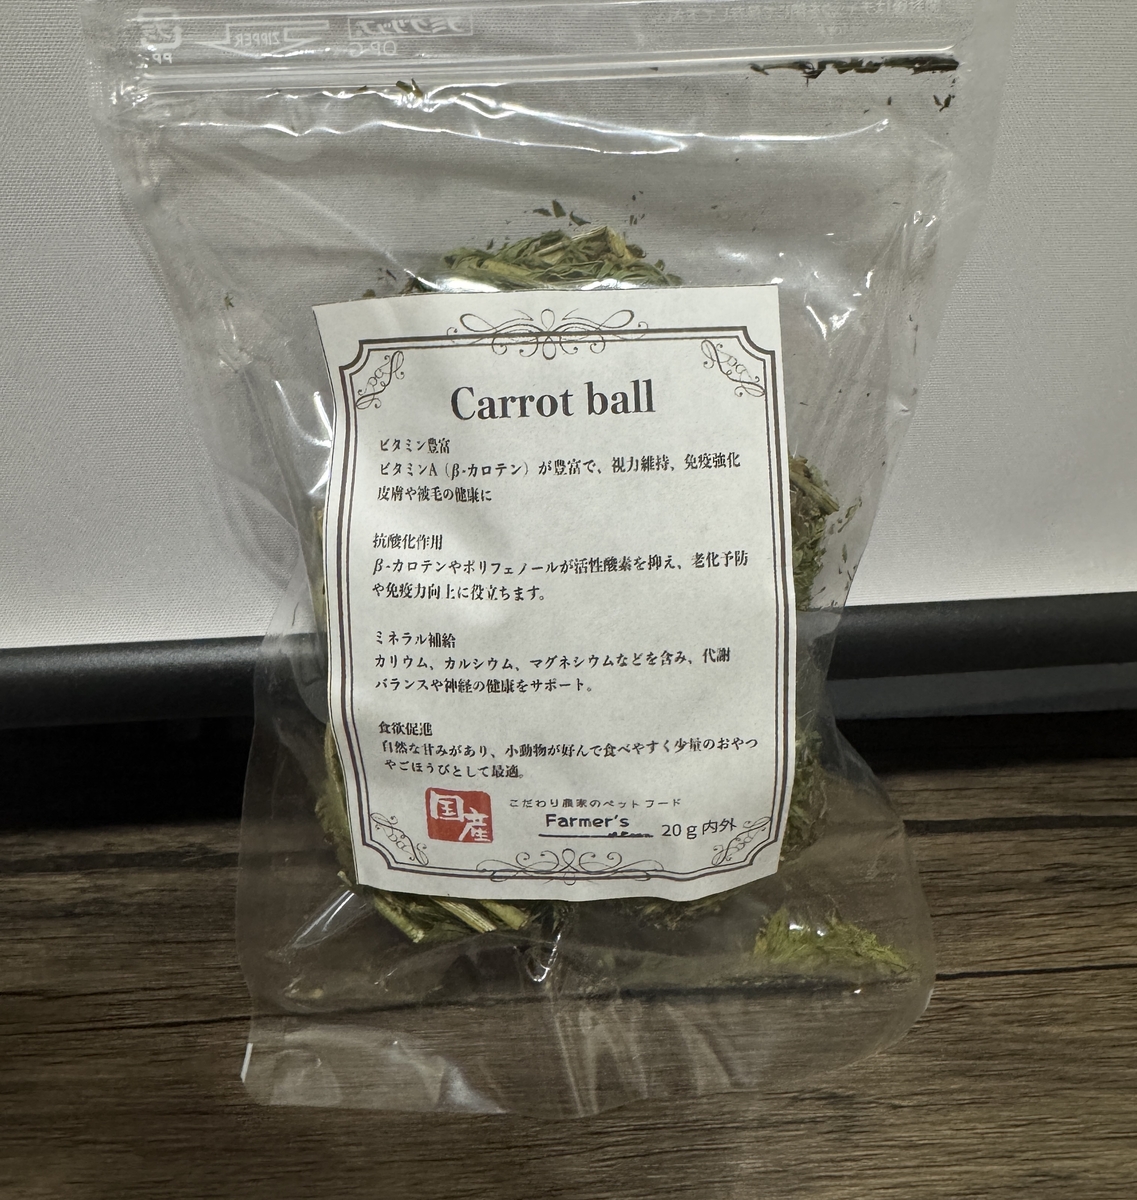 ZIPPER
OP-G
PP
Carrot ball
ビタミン豊富
ビタミンA（β-カロテン）が豊富で、視力維持、免疫強化
皮膚や被毛の健康に
抗酸化作用
β-カロテンやポリフェノールが活性酸素を抑え、老化予防
や免疫力向上に役立ちます。
ミネラル補給
カリウム、カルシウム、マグネシウムなどを含み、代謝
バランスや神経の健康をサポート。
食欲促進
自然な甘みがあり、小動物が好んで食べやすく少量のおやつ
やごほうびとして最適。
国産
こだわり農家のペットフード
Farmer's
20g内外